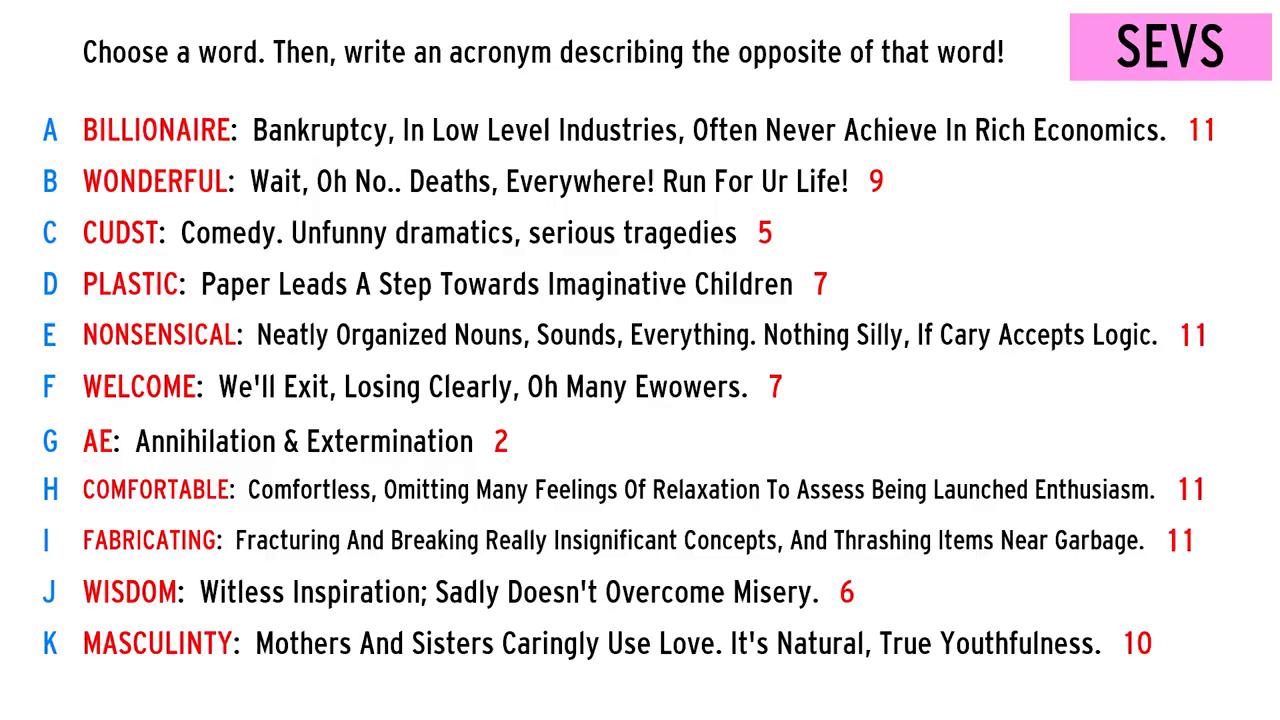 Choose a word. Then, write an acronym describing the opposite of that word!
SEVS
A BILLIONAIRE: Bankruptcy, In Low Level Industries, Often Never Achieve In Rich Economics. 11
B WONDERFUL: Wait, Oh No.. Deaths, Everywhere! Run For Ur Life! 9
C CUDST: Comedy. Unfunny dramatics, serious tragedies 5
D PLASTIC: Paper Leads A Step Towards Imaginative Children 7
E NONSENSICAL: Neatly Organized Nouns, Sounds, Everything. Nothing Silly, If Cary Accepts Logic. 11
F WELCOME: We'll Exit, Losing Clearly, Oh Many Ewowers. 7
G AE: Annihilation & Extermination 2
H COMFORTABLE: Comfortless, Omitting Many Feelings Of Relaxation To Assess Being Launched Enthusiasm. 11
I FABRICATING: Fracturing And Breaking Really Insignificant Concepts, And Thrashing Items Near Garbage. 11
J WISDOM: Witless Inspiration; Sadly Doesn't Overcome Misery. 6
K MASCULINTY: Mothers And Sisters Caringly Use Love. It's Natural, True Youthfulness. 10